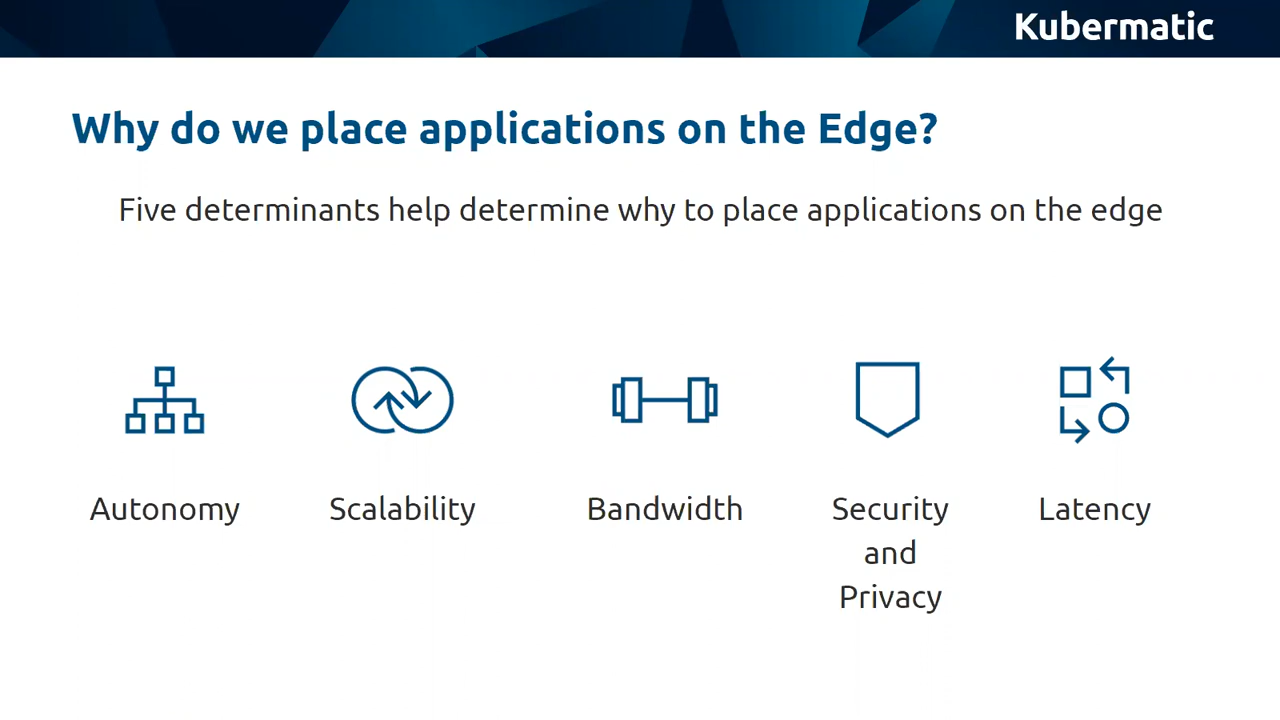 Kubermatic
Why do we place applications on the Edge?
Five determinants help determine why to place applications on the edge
Autonomy
Scalability
Bandwidth
Security
and
Privacy
Latency